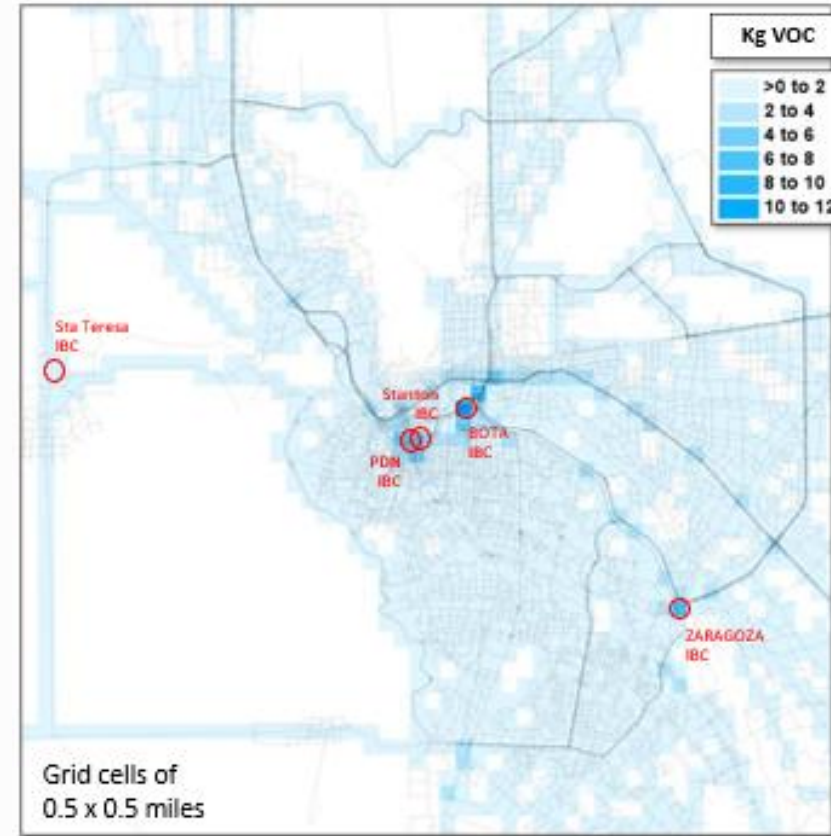 Kg VOC
>0 to 2
2 to 4
4 to 6
6 to 8
8 to 10
10 to 12
Sta Teresa
IBC
Stanton
IBC
BOTA
IBC
PDN
IBC
ZARAGOZA
IBC
Grid cells of
0.5 x 0.5 miles